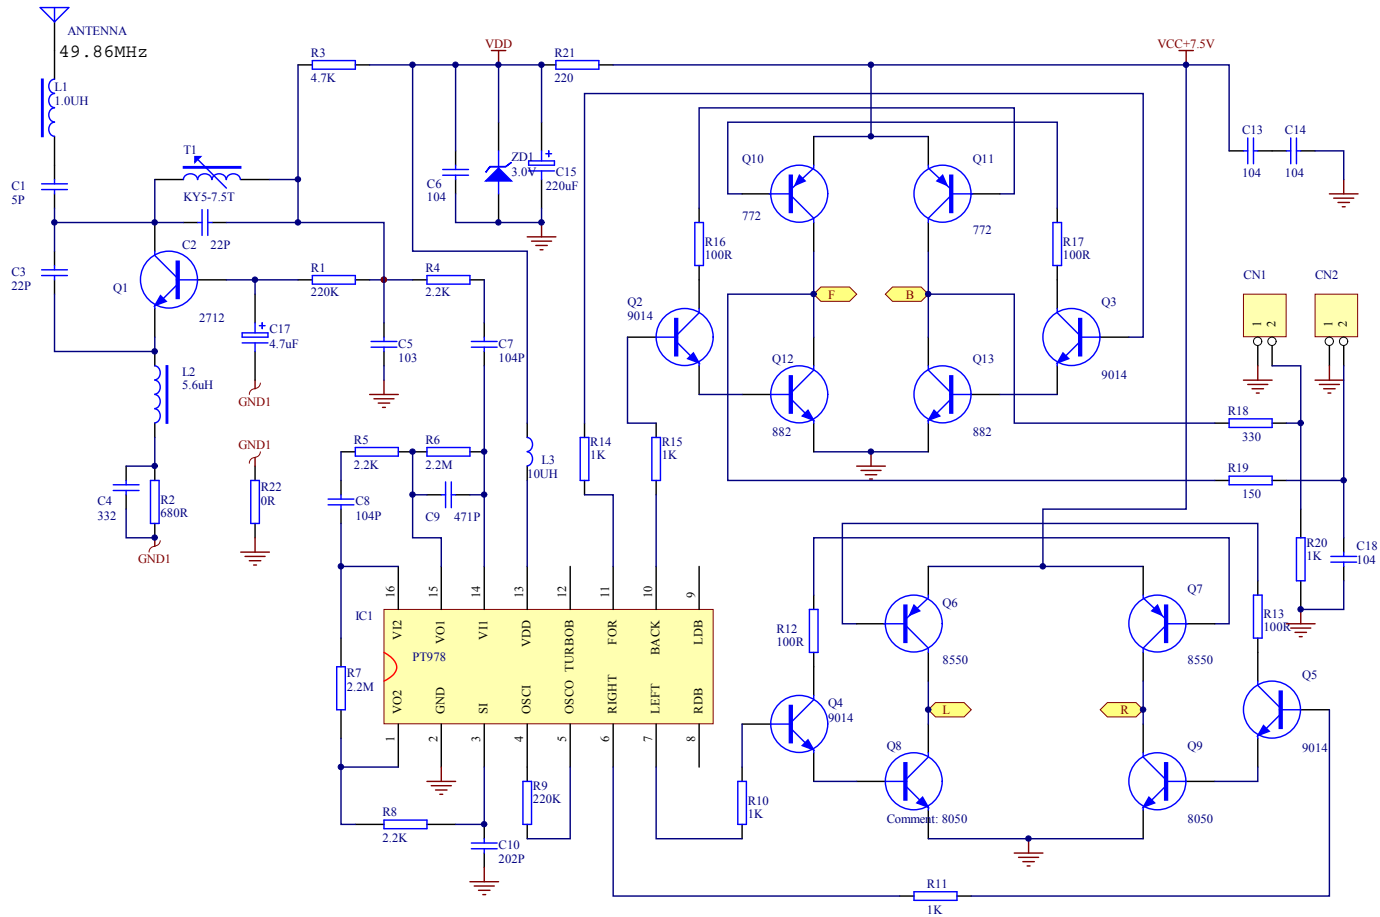 ANTENNA
49.86MHz
L1
1.0UH
C1
5P
C3
22P
T1
KY5-7.5T
C2
22P
Q1
2712
R3
4.7K
VDD
R21
220
VCC+7.5V
C6
104
ZD1
3.0V
C15
220uF
R1
220K
R4
2.2K
C17
4.7uF
GND1
C5
103
C7
104P
L2
5.6uH
C4
332
R2
680R
GND1
GND1
R22
0R
R5
2.2K
R6
2.2M
C8
104P
C9
471P
L3
10UH
R14
1K
R15
1K
Q10
772
Q11
772
R16
100R
R17
100R
F
B
Q2
9014
Q3
9014
Q12
882
Q13
882
C13
104
C14
104
CN1
1
2
CN2
1
2
R18
330
R19
150
R20
1K
C18
104
IC1
PT978
16
15
14
13
12
11
10
9
VI2
VO1
VI1
VDD
TURBOB
FOR
BACK
LDB
VO2
GND
SI
OSCI
OSCO
RIGHT
LEFT
RDB
1
2
3
4
5
6
7
8
R7
2.2M
R8
2.2K
C10
202P
R9
220K
R10
1K
R11
1K
R12
100R
R13
100R
Q6
8550
Q7
8550
Q4
9014
Q5
9014
L
R
Q8
Comment: 8050
Q9
8050